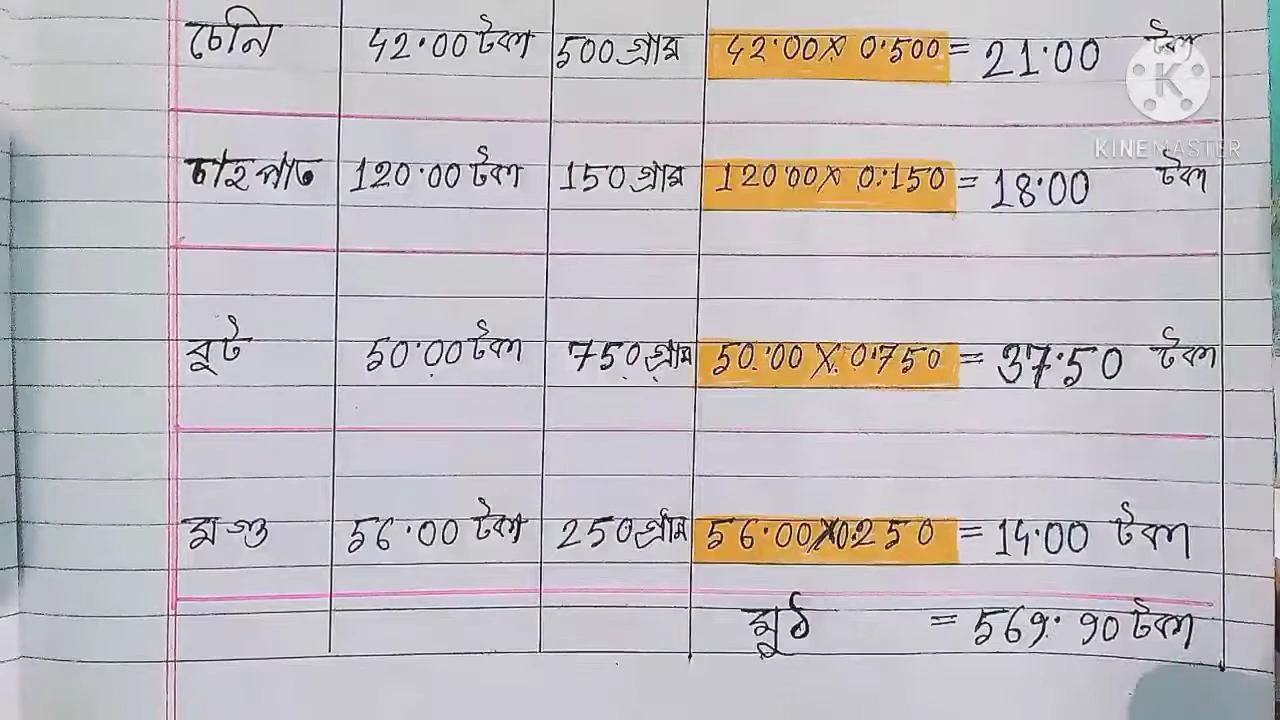 চেনি 42.00 টকা 500 গ্ৰাম 42.00 x 0.500 = 21.00 টকা
KINEMASTER
চাহপাত 120.00 টকা 150 গ্ৰাম 120.00 x 0.150 = 18.00 টকা
বুট 50.00 টকা 750 গ্ৰাম 50.00 x 0.750 = 37.50 টকা
মগু 56.00 টকা 250 গ্ৰাম 56.00 x 0.250 = 14.00 টকা
মুঠ = 569.90 টকা